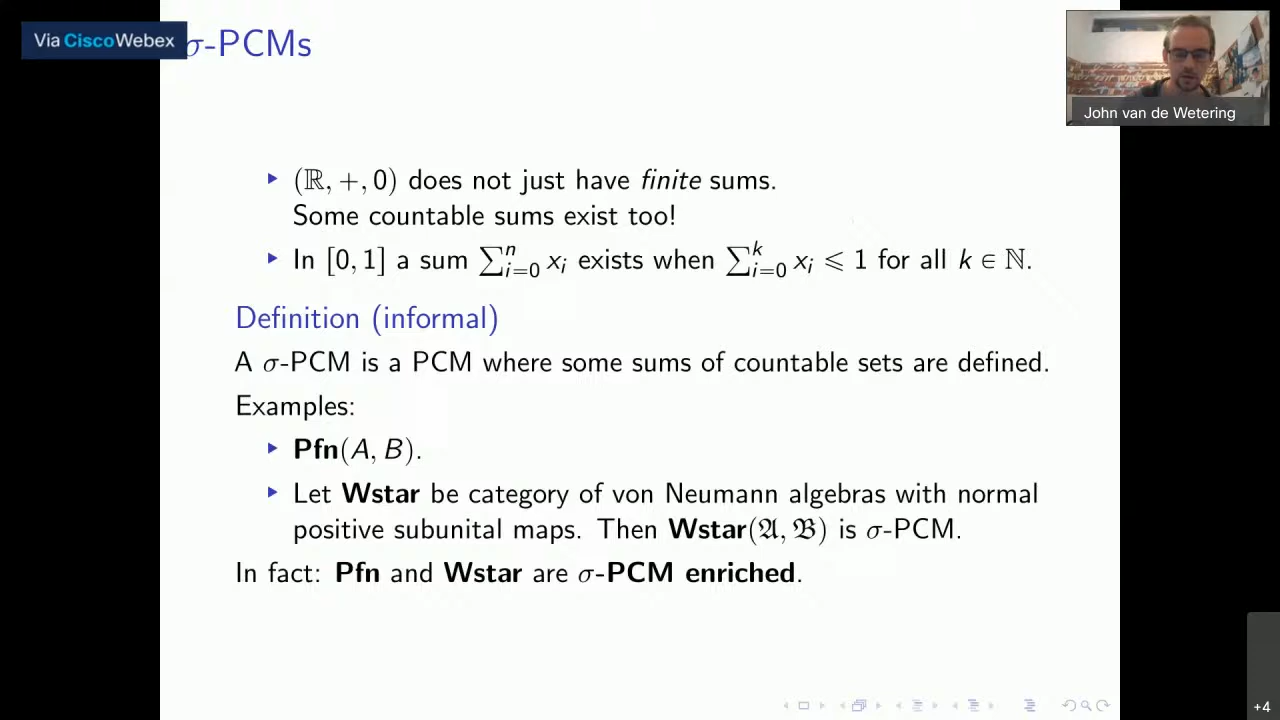 Via CiscoWebex
σ-PCMs
John van de Wetering
▸ (ℝ, +, 0) does not just have finite sums.
Some countable sums exist too!
▸ In [0, 1] a sum ∑ⁿᵢ₌₀ xᵢ exists when ∑ᵏᵢ₌₀ xᵢ ⩽ 1 for all k ∈ ℕ.
Definition (informal)
A σ-PCM is a PCM where some sums of countable sets are defined.
Examples:
▸ Pfn(A, B).
▸ Let Wstar be category of von Neumann algebras with normal
positive subunital maps. Then Wstar(𝔄, 𝔅) is σ-PCM.
In fact: Pfn and Wstar are σ-PCM enriched.
+4